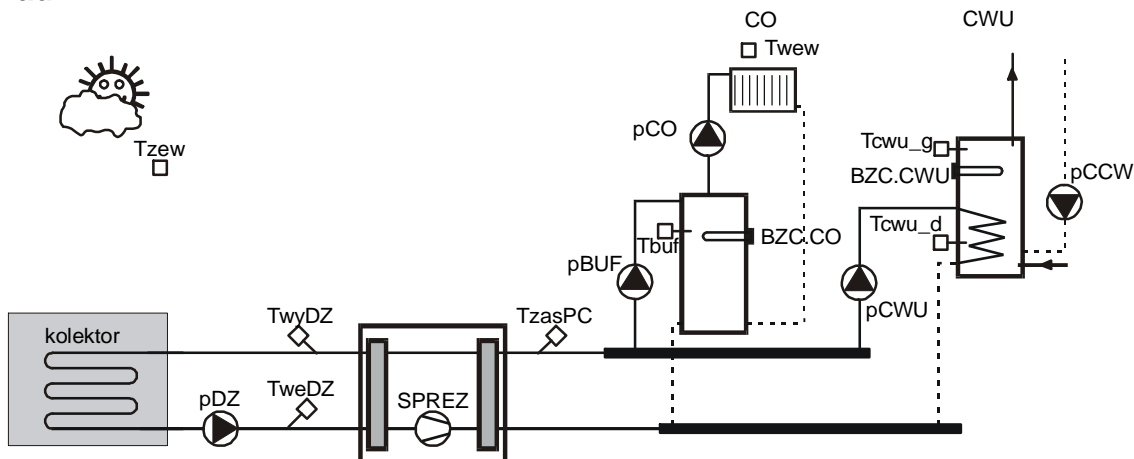 CO
CWU
Twew
pCO
Tzew
Tcwu_g
BZC.CWU
pCCW
Tcwu_d
Tbuf
BZC.CO
pBUF
pCWU
TwyDZ
TzasPC
kolektor
TweDZ
pDZ
SPREZ